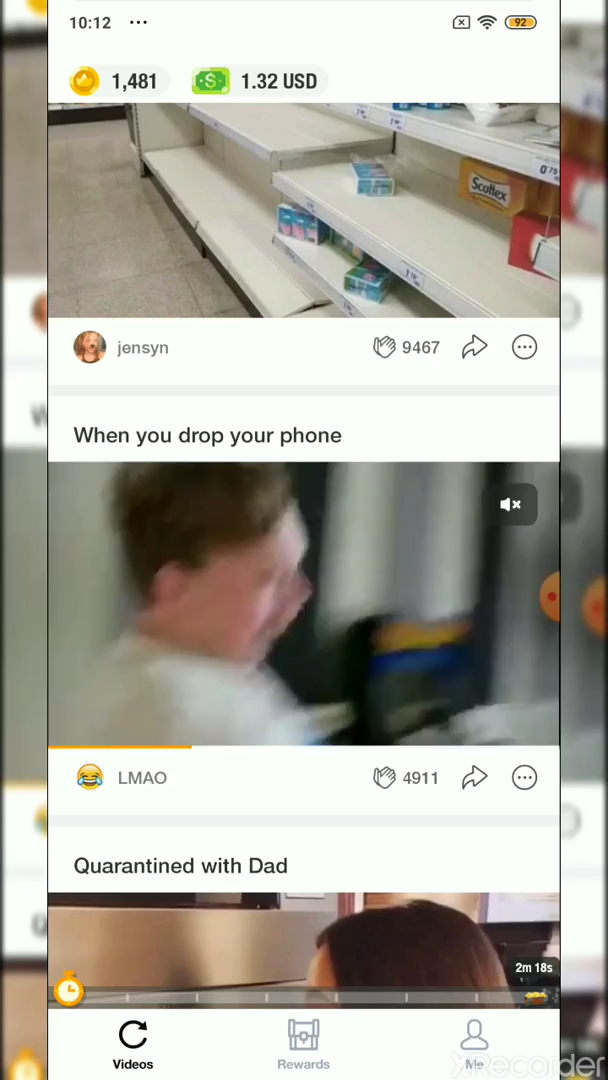 10:12 ...
92
1,481
1.32 USD
Scotlex
jensyn
9467
When you drop your phone
LMAO
4911
Quarantined with Dad
2m 18s
Videos
Rewards
Me
XRecorder